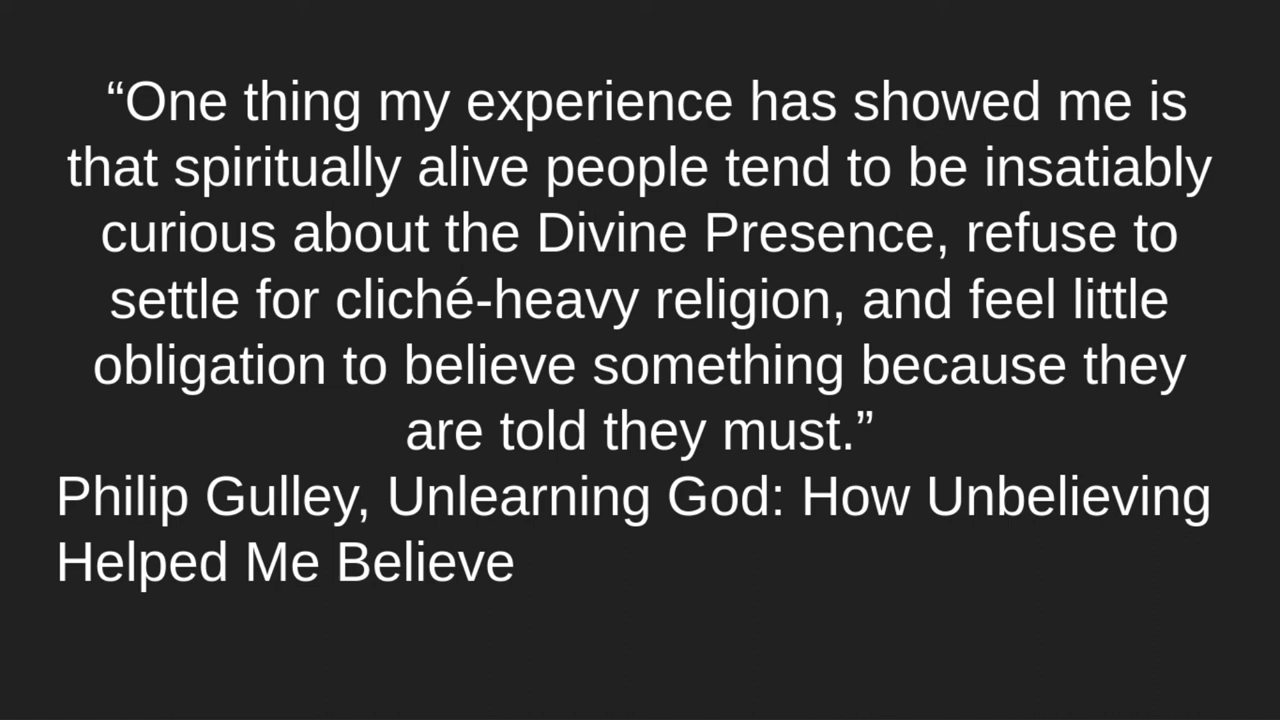 “One thing my experience has showed me is
that spiritually alive people tend to be insatiably
curious about the Divine Presence, refuse to
settle for cliché-heavy religion, and feel little
obligation to believe something because they
are told they must.”
Philip Gulley, Unlearning God: How Unbelieving
Helped Me Believe